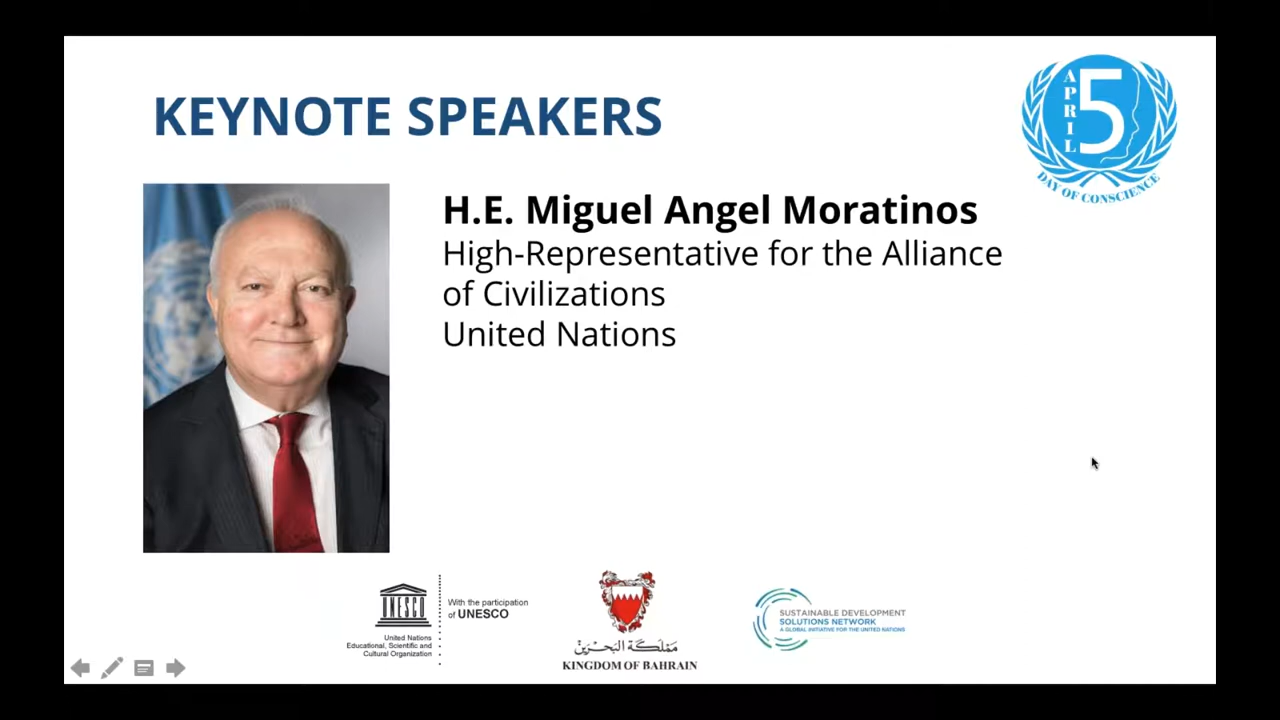 KEYNOTE SPEAKERS
APRIL
5
DAY OF CONSCIENCE
H.E. Miguel Angel Moratinos
High-Representative for the Alliance
of Civilizations
United Nations
UNESCO
United Nations
Educational, Scientific and
Cultural Organization
With the participation
of UNESCO
مملكة البحرين
KINGDOM OF BAHRAIN
SUSTAINABLE DEVELOPMENT
SOLUTIONS NETWORK
A GLOBAL INITIATIVE FOR THE UNITED NATIONS